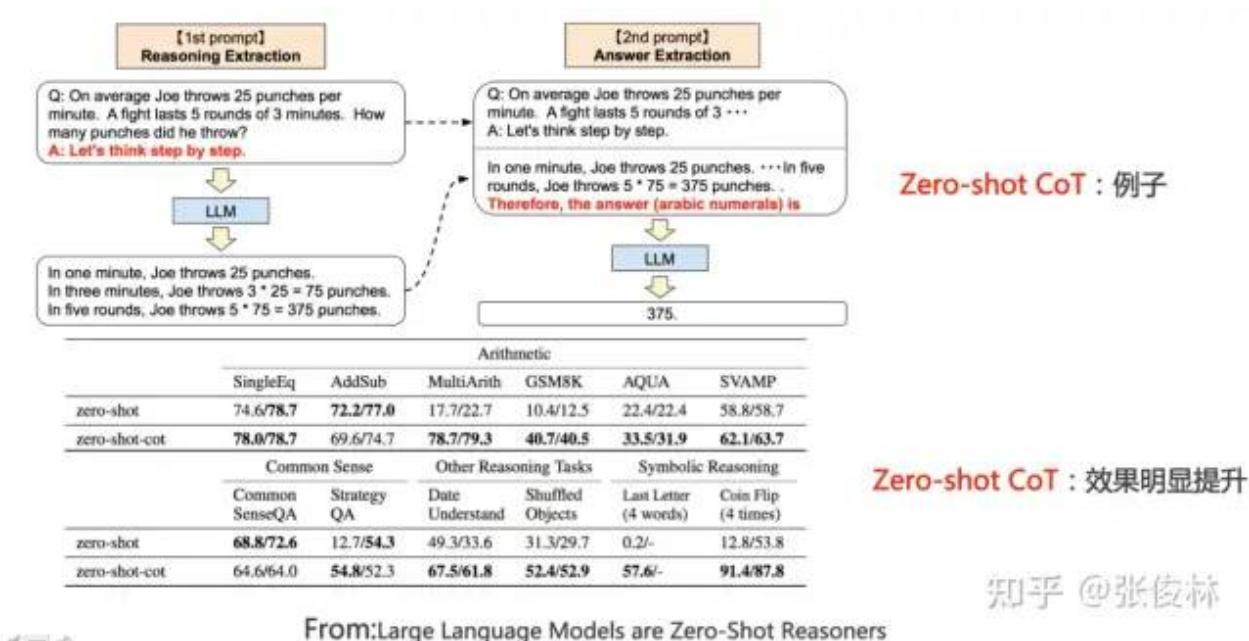 【1st prompt】
Reasoning Extraction
Q: On average Joe throws 25 punches per
minute. A fight lasts 5 rounds of 3 minutes. How
many punches did he throw?
A: Let's think step by step.
LLM
In one minute, Joe throws 25 punches.
In three minutes, Joe throws 3 * 25 = 75 punches.
In five rounds, Joe throws 5 * 75 = 375 punches.
【2nd prompt】
Answer Extraction
Q: On average Joe throws 25 punches per
minute. A fight lasts 5 rounds of 3 ···
A: Let's think step by step.
In one minute, Joe throws 25 punches. ···In five
rounds, Joe throws 5 * 75 = 375 punches. .
Therefore, the answer (arabic numerals) is
LLM
375.
Zero-shot CoT：例子
Arithmetic
SingleEq AddSub MultiArith GSM8K AQUA SVAMP
zero-shot 74.6/78.7 72.2/77.0 17.7/22.7 10.4/12.5 22.4/22.4 58.8/58.7
zero-shot-cot 78.0/78.7 69.6/74.7 78.7/79.3 40.7/40.5 33.5/31.9 62.1/63.7
Common Sense Other Reasoning Tasks Symbolic Reasoning
Common Strategy Date Shuffled Last Letter Coin Flip
SenseQA QA Understand Objects (4 words) (4 times)
zero-shot 68.8/72.6 12.7/54.3 49.3/33.6 31.3/29.7 0.2/- 12.8/53.8
zero-shot-cot 64.6/64.0 54.8/52.3 67.5/61.8 52.4/52.9 57.6/- 91.4/87.8
Zero-shot CoT：效果明显提升
知乎 @张俊林
From:Large Language Models are Zero-Shot Reasoners